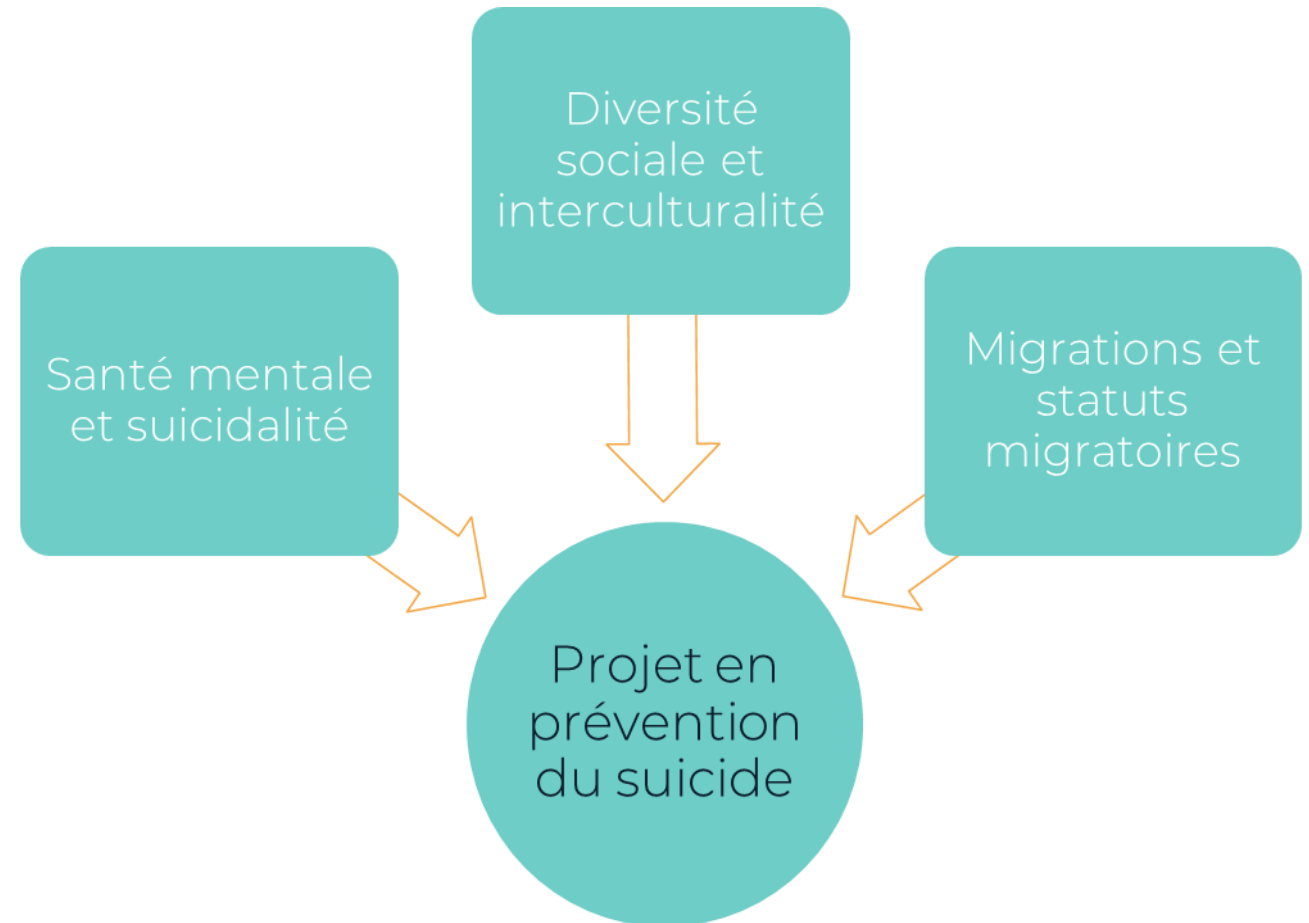 Diversité
sociale et
interculturalité
Santé mentale
et suicidalité
Migrations et
statuts
migratoires
Projet en
prévention
du suicide